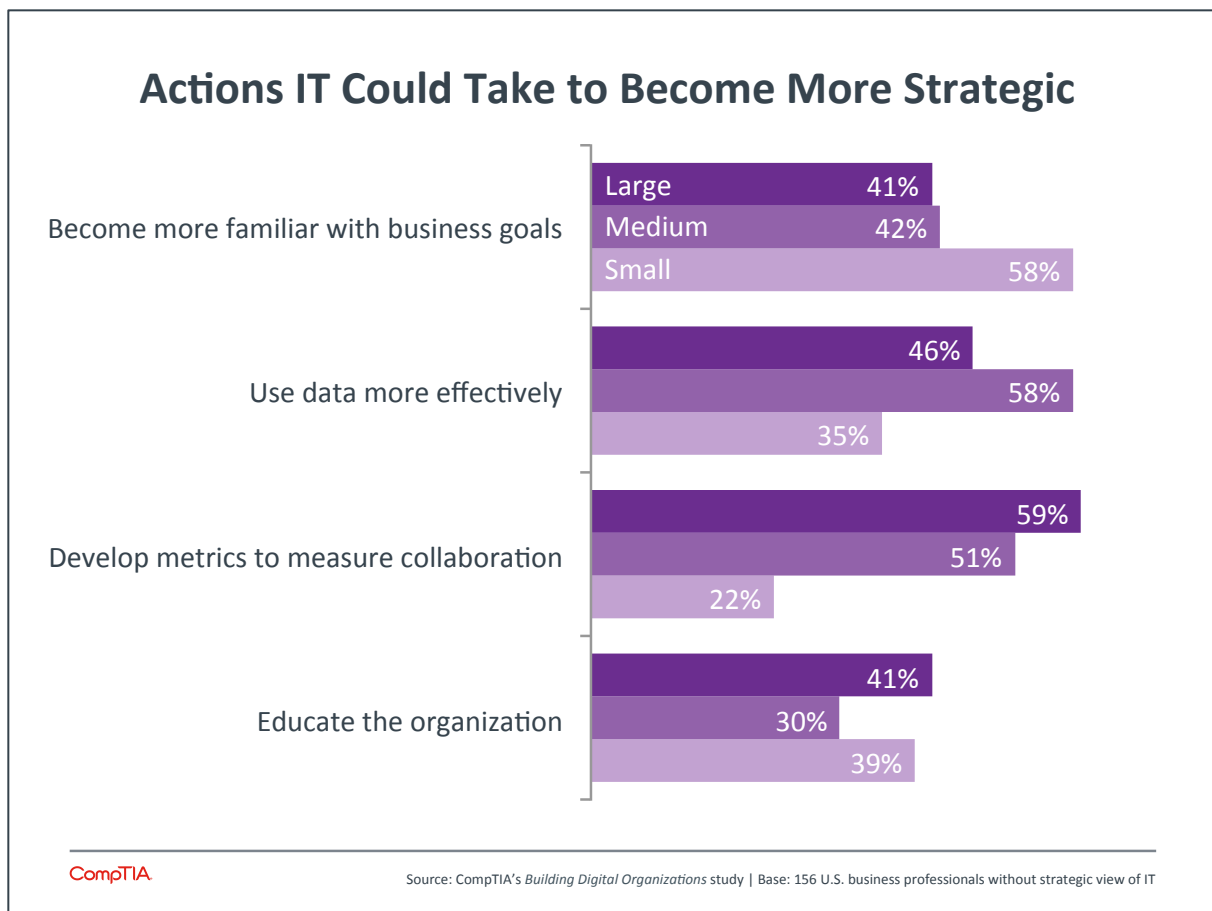 Actions IT Could Take to Become More Strategic
Become more familiar with business goals
Large 41%
Medium 42%
Small 58%
Use data more effectively
46%
58%
35%
Develop metrics to measure collaboration
59%
51%
22%
Educate the organization
41%
30%
39%
CompTIA
Source: CompTIA's Building Digital Organizations study | Base: 156 U.S. business professionals without strategic view of IT